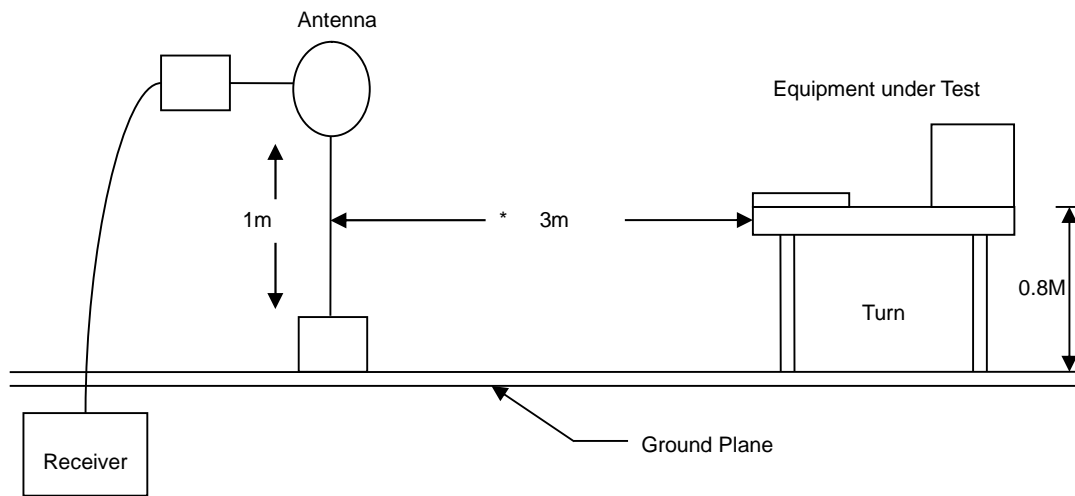 Antenna
Equipment under Test
1m
* 3m
0.8M
Turn
Ground Plane
Receiver